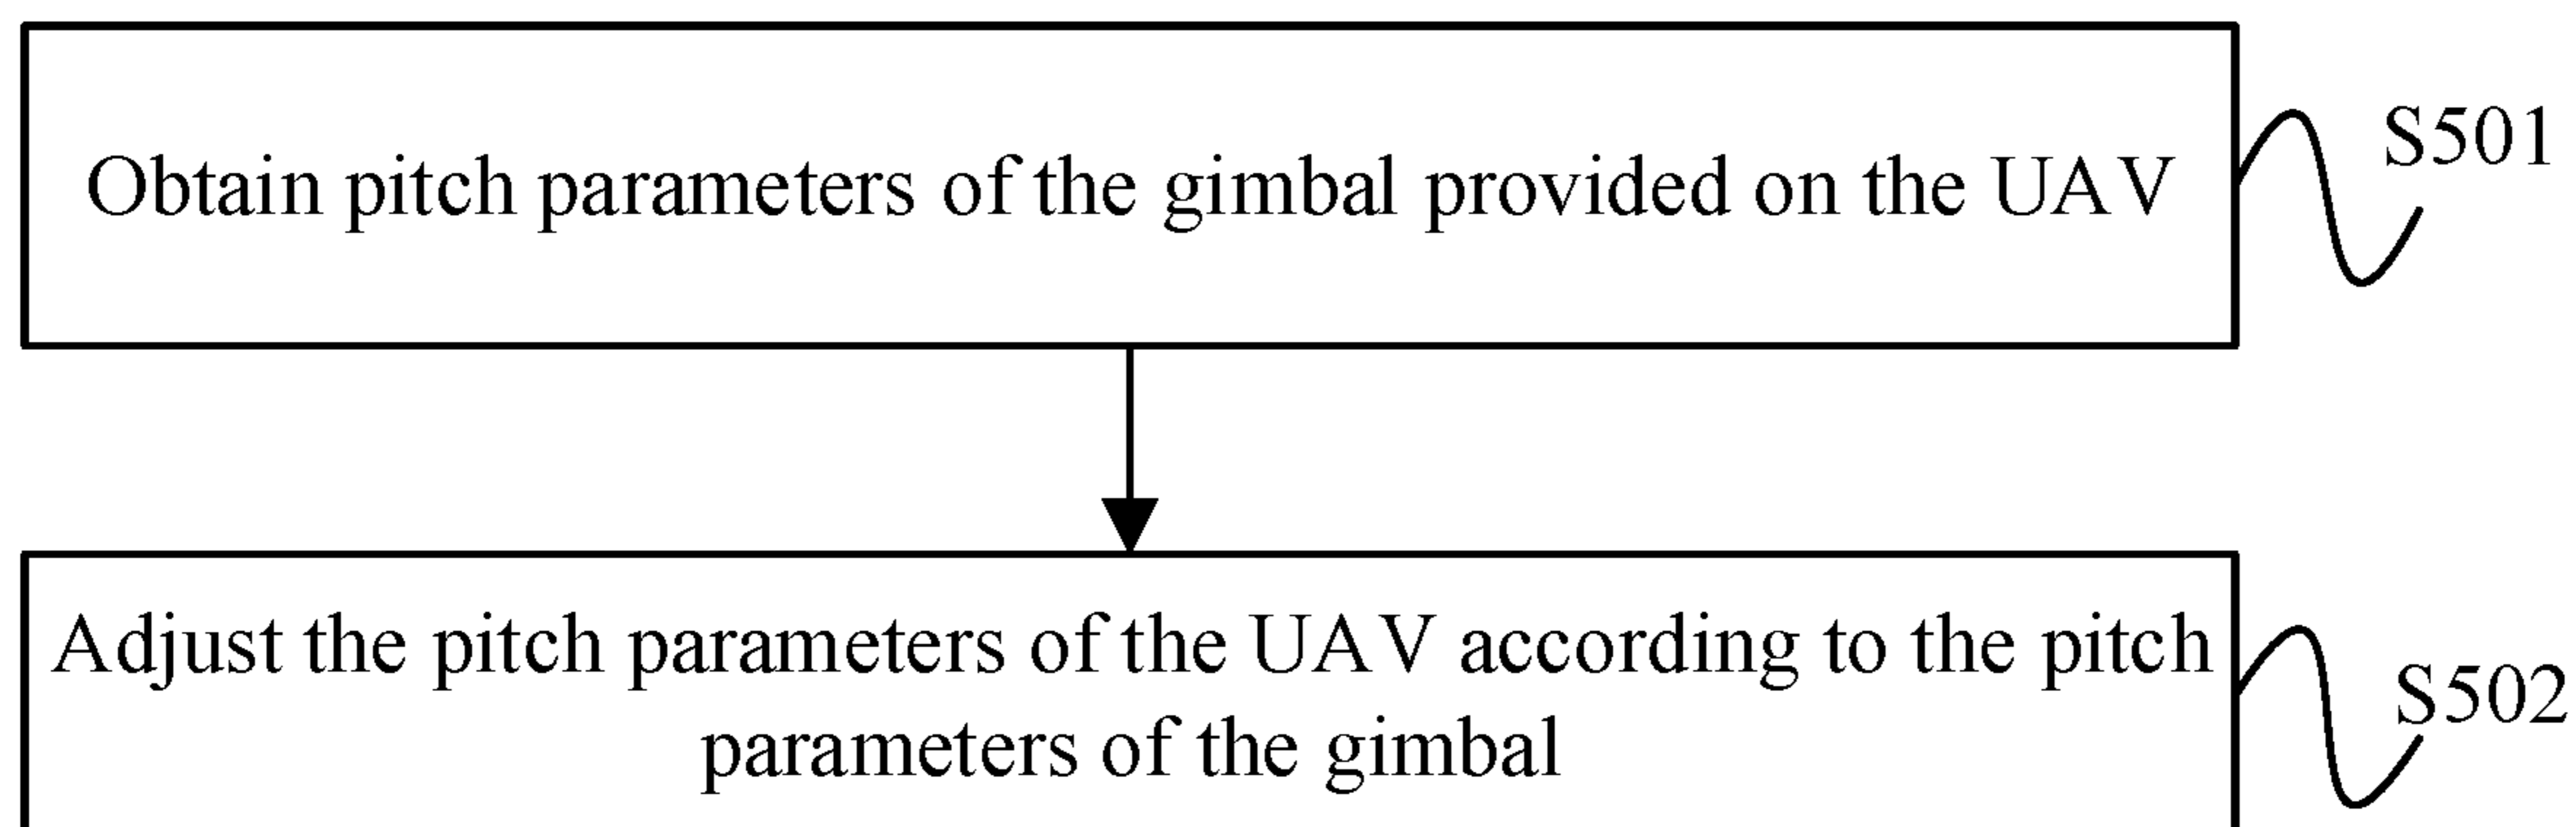 Obtain pitch parameters of the gimbal provided on the UAV
S501
Adjust the pitch parameters of the UAV according to the pitch
parameters of the gimbal
S502